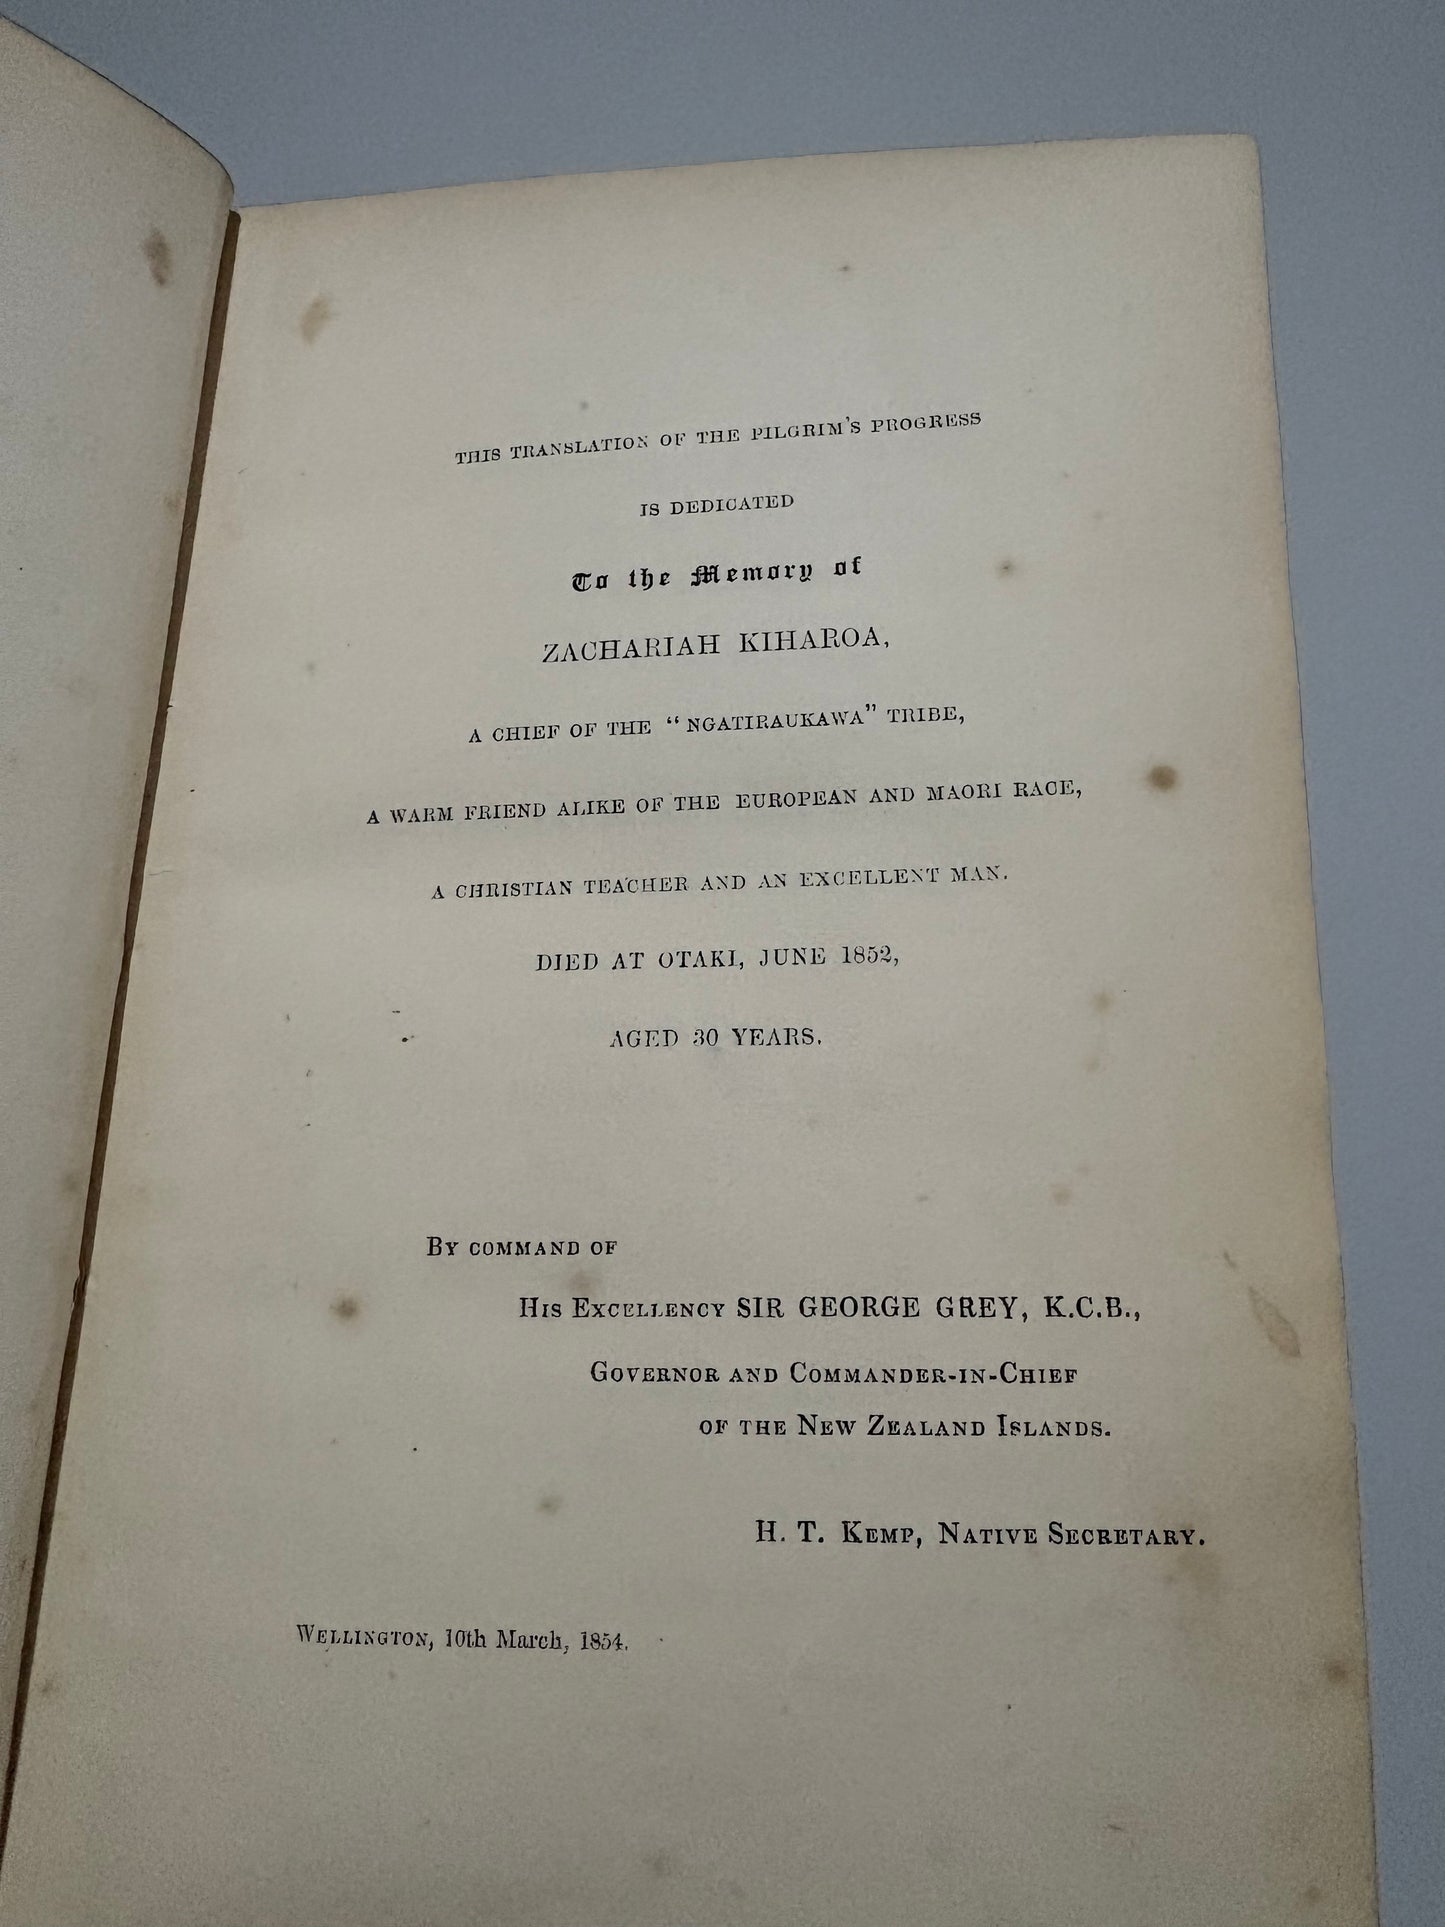 THIS TRANSLATION OF THE PILGRIM'S PROGRESS
IS DEDICATED
To the Memory of
ZACHARIAH KIHAROA,
A CHIEF OF THE "NGATIRAUKAWA" TRIBE,
A WARM FRIEND ALIKE OF THE EUROPEAN AND MAORI RACE,
A CHRISTIAN TEACHER AND AN EXCELLENT MAN.
DIED AT OTAKI, JUNE 1852,
AGED 30 YEARS.
BY COMMAND OF
HIS EXCELLENCY SIR GEORGE GREY, K.C.B.,
GOVERNOR AND COMMANDER-IN-CHIEF
OF THE NEW ZEALAND ISLANDS.
H. T. KEMP, NATIVE SECRETARY.
WELLINGTON, 10th March, 1854.